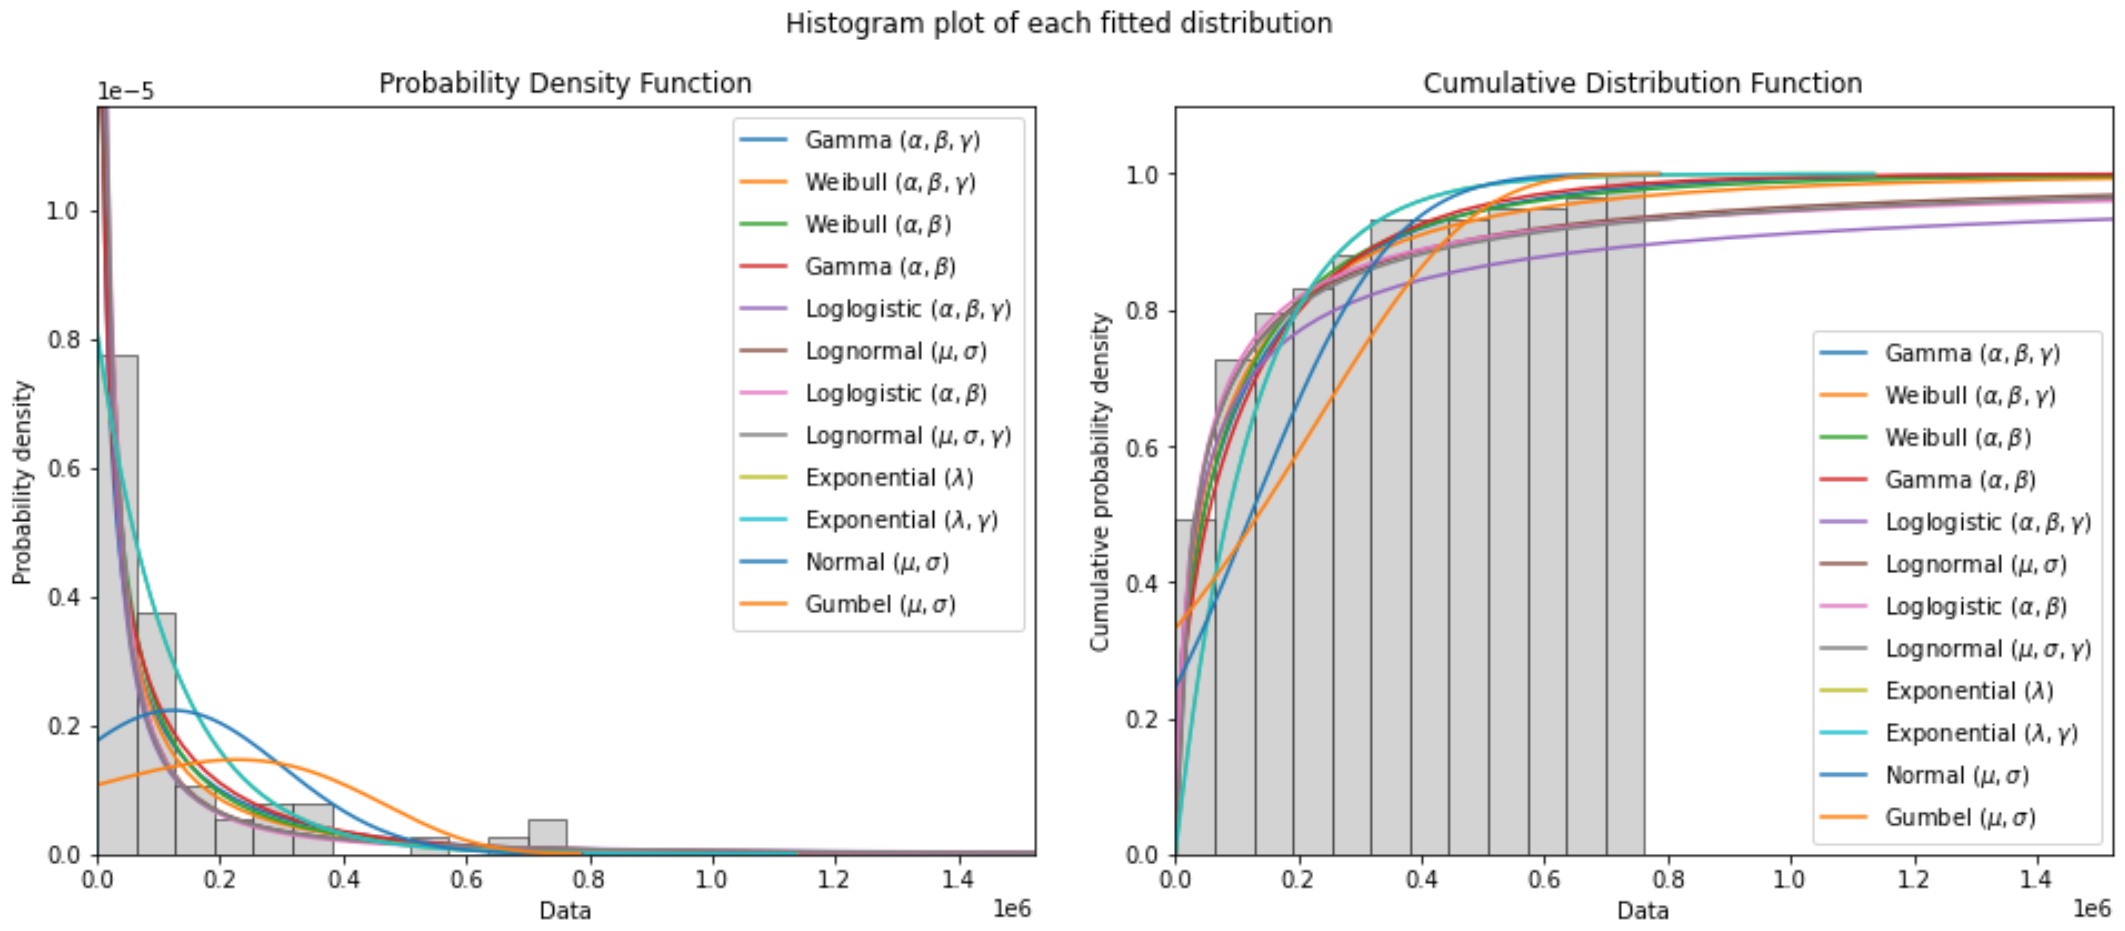 Histogram plot of each fitted distribution
Probability Density Function
1e−5
Gamma (α, β, γ)
Weibull (α, β, γ)
Weibull (α, β)
Gamma (α, β)
Loglogistic (α, β, γ)
Lognormal (μ, σ)
Loglogistic (α, β)
Lognormal (μ, σ, γ)
Exponential (λ)
Exponential (λ, γ)
Normal (μ, σ)
Gumbel (μ, σ)
Probability density
1.0
0.8
0.6
0.4
0.2
0.0
0.0 0.2 0.4 0.6 0.8 1.0 1.2 1.4
Data
1e6
Cumulative Distribution Function
Cumulative probability density
1.0
0.8
0.6
0.4
0.2
0.0
Gamma (α, β, γ)
Weibull (α, β, γ)
Weibull (α, β)
Gamma (α, β)
Loglogistic (α, β, γ)
Lognormal (μ, σ)
Loglogistic (α, β)
Lognormal (μ, σ, γ)
Exponential (λ)
Exponential (λ, γ)
Normal (μ, σ)
Gumbel (μ, σ)
0.0 0.2 0.4 0.6 0.8 1.0 1.2 1.4
Data
1e6